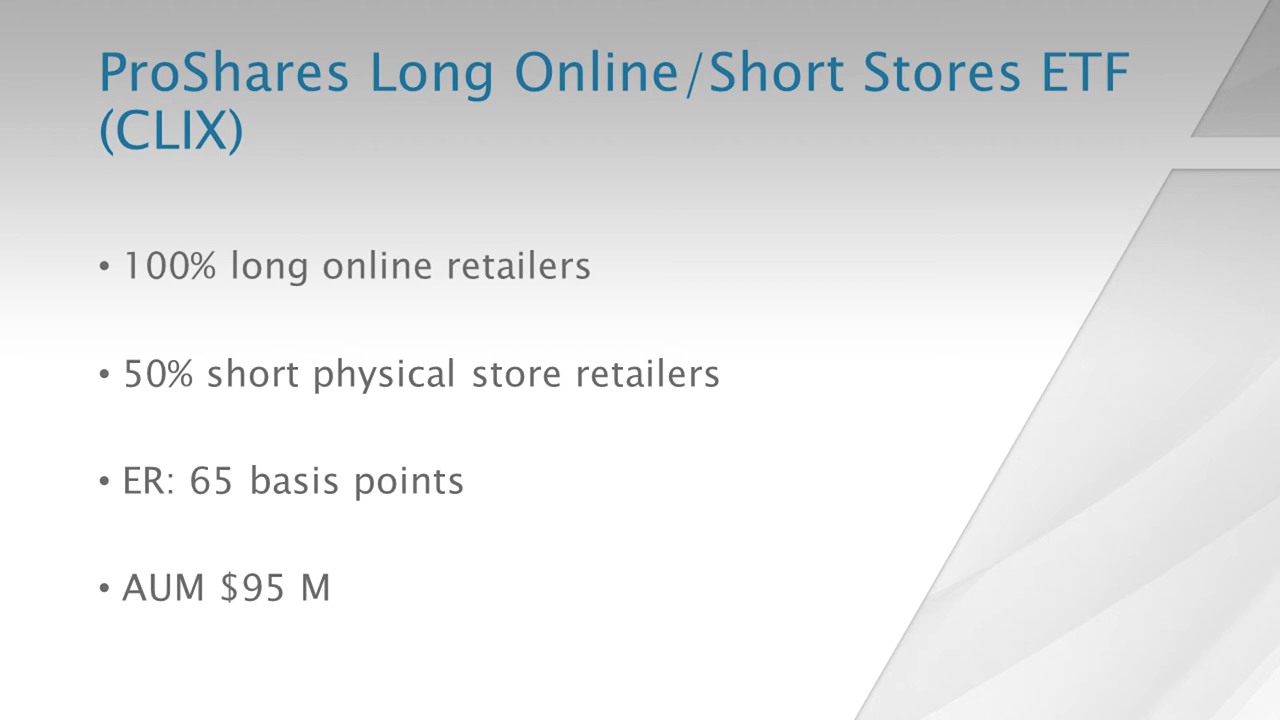 ProShares Long Online/Short Stores ETF
(CLIX)
• 100% long online retailers
• 50% short physical store retailers
• ER: 65 basis points
• AUM $95 M